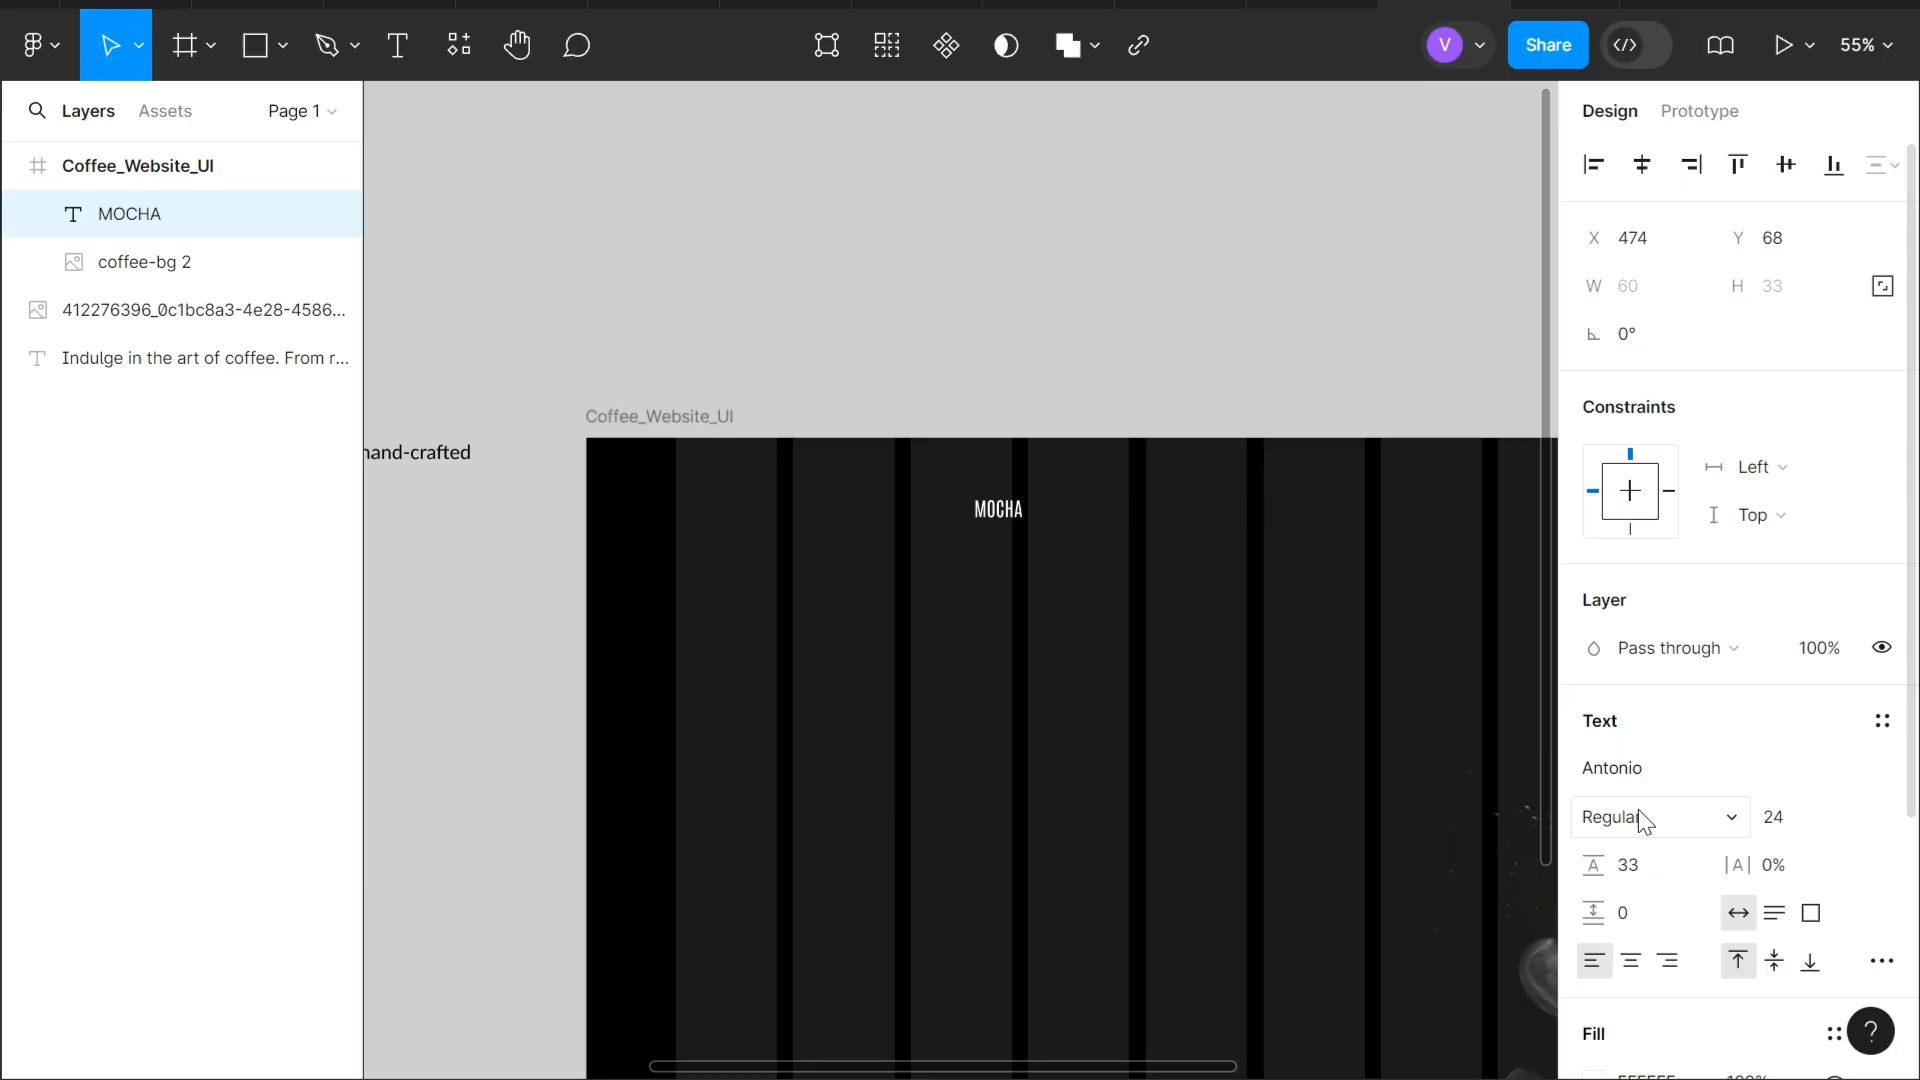 V
Share
55%
Layers
Assets
Page 1
Coffee_Website_UI
MOCHA
coffee-bg 2
412276396_0c1bc8a3-4e28-4586...
Indulge in the art of coffee. From r...
hand-crafted
Coffee_Website_UI
MOCHA
Design
Prototype
X 474
Y 68
W 60
H 33
0°
Constraints
Left
Top
Layer
Pass through
100%
Text
Antonio
Regular
24
A 33
|A| 0%
0
Fill
?
FFFFFF
100%